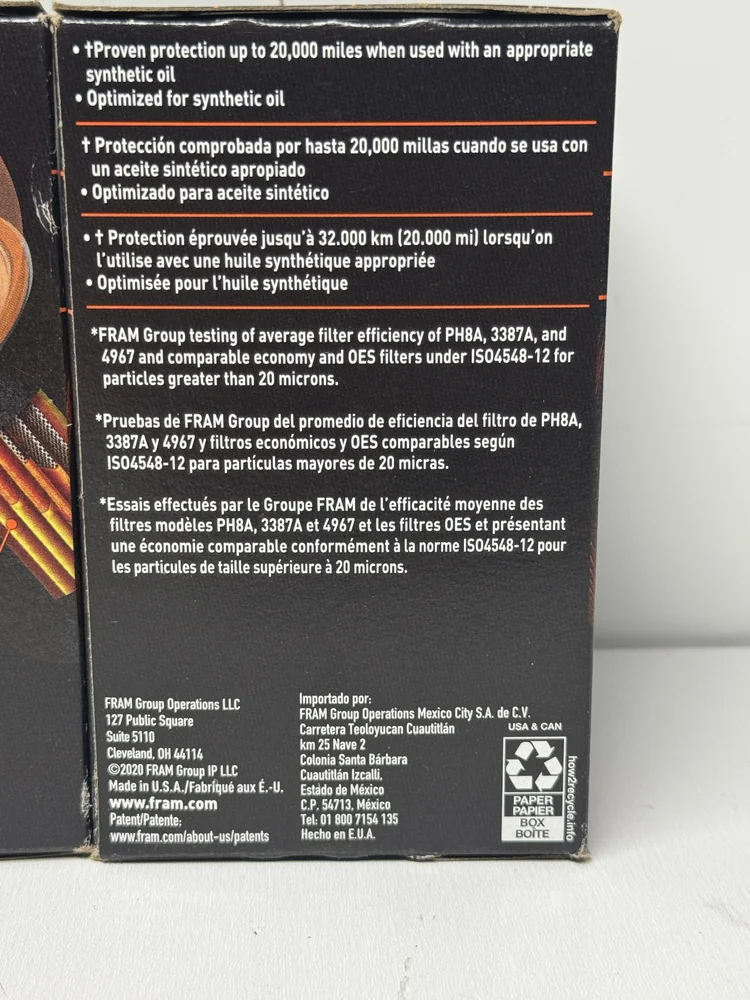 • †Proven protection up to 20,000 miles when used with an appropriate
synthetic oil
• Optimized for synthetic oil
† Protección comprobada por hasta 20,000 millas cuando se usa con
un aceite sintético apropiado
• Optimizado para aceite sintético
• † Protection éprouvée jusqu'à 32.000 km (20.000 mi) lorsqu'on
l'utilise avec une huile synthétique appropriée
• Optimisée pour l'huile synthétique
*FRAM Group testing of average filter efficiency of PH8A, 3387A, and
4967 and comparable economy and OES filters under ISO4548-12 for
particles greater than 20 microns.
*Pruebas de FRAM Group del promedio de eficiencia del filtro de PH8A,
3387A y 4967 y filtros económicos y OES comparables según
ISO4548-12 para partículas mayores de 20 micras.
*Essais effectués par le Groupe FRAM de l'efficacité moyenne des
filtres modèles PH8A, 3387A et 4967 et les filtres OES et présentant
une économie comparable conformément à la norme ISO4548-12 pour
les particules de taille supérieure à 20 microns.
FRAM Group Operations LLC
127 Public Square
Suite 5110
Cleveland, OH 44114
©2020 FRAM Group IP LLC
Made in U.S.A./Fabriqué aux É.-U.
www.fram.com
Patent/Patente:
www.fram.com/about-us/patents
Importado por:
FRAM Group Operations Mexico City S.A. de C.V.
Carretera Teoloyucan Cuautitlán
km 25 Nave 2
Colonia Santa Bárbara
Cuautitlán Izcalli,
Estado de México
C.P. 54713, México
Tel: 01 800 7154 135
Hecho en E.U.A.
USA & CAN
PAPER
PAPIER
BOX
BOÎTE
how2recycle.info